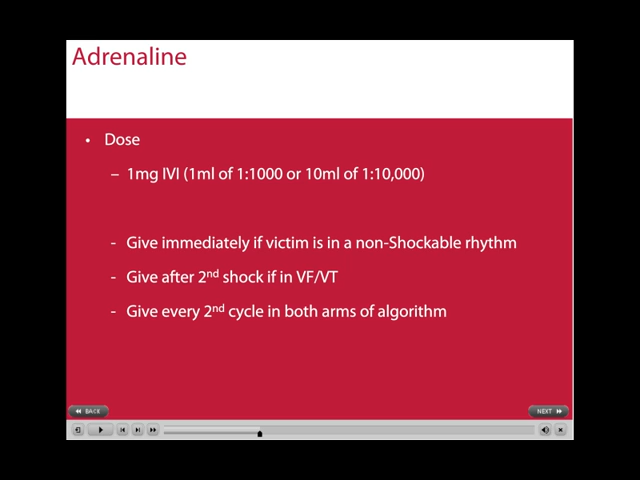 Adrenaline
• Dose
– 1mg IVI (1ml of 1:1000 or 10ml of 1:10,000)
- Give immediately if victim is in a non-Shockable rhythm
- Give after 2nd shock if in VF/VT
- Give every 2nd cycle in both arms of algorithm
BACK
NEXT